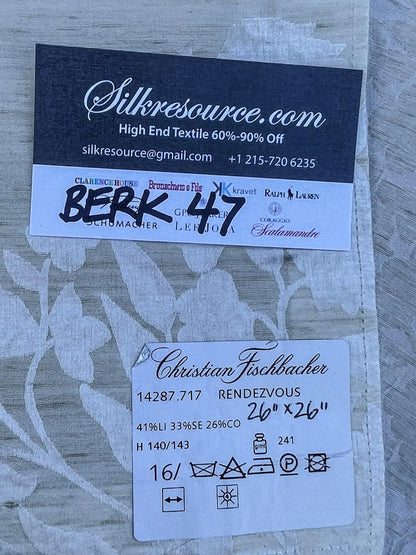 Silkresource.com
High End Textile 60%-90% Off
silkresource@gmail.com +1 215-720 6235
CLARENCE HOUSE Brunschwig & Fils kravet RALPH LAUREN
BERK 47
SCHUMACHER LEE JOFA CORAGGIO Scalamandre
Christian Fischbacher
14287.717 RENDEZVOUS
26" x 26"
41%LI 33%SE 26%CO
H 140/143 241
16/ P